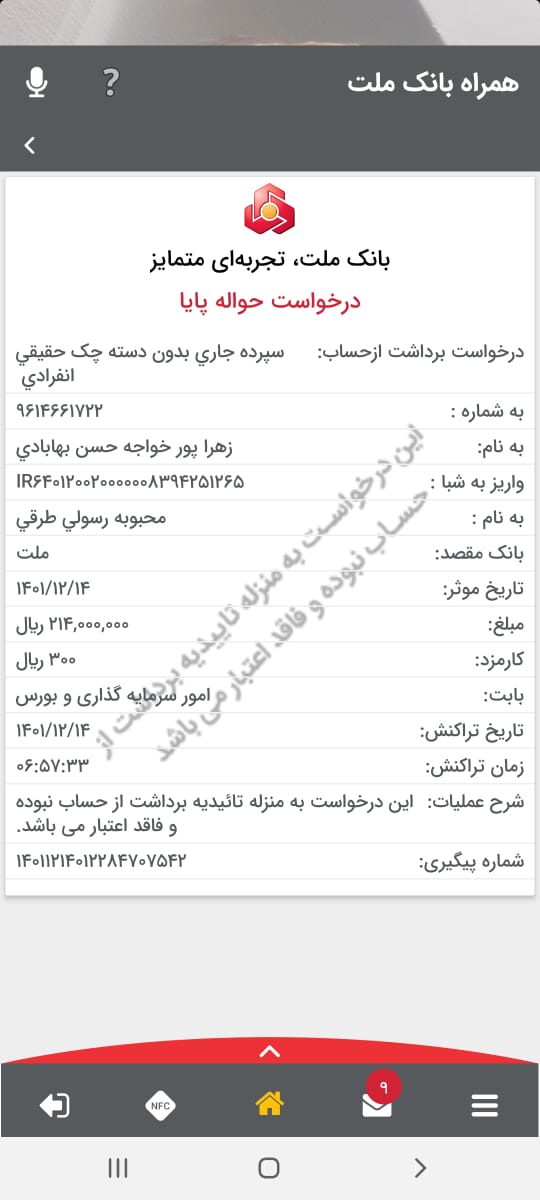 همراه بانک ملت
?
بانک ملت، تجربه‌ای متمایز
درخواست حواله پایا
درخواست برداشت ازحساب: سپرده جاري بدون دسته چک حقيقي
انفرادي
به شماره : ۹۶۱۴۶۶۱۷۲۲
به نام: زهرا پور خواجه حسن بهابادي
واریز به شبا : IR۶۴۰۱۲۰۰۲۰۰۰۰۰۰۸۳۹۴۲۵۱۲۶۵
به نام : محبوبه رسولي طرقي
بانک مقصد: ملت
تاریخ موثر: ۱۴۰۱/۱۲/۱۴
مبلغ: ۲۱۴,۰۰۰,۰۰۰ ریال
کارمزد: ۳۰۰ ریال
بابت: امور سرمایه گذاری و بورس
تاریخ تراکنش: ۱۴۰۱/۱۲/۱۴
زمان تراکنش: ۰۶:۵۷:۳۳
شرح عملیات: این درخواست به منزله تائیدیه برداشت از حساب نبوده
و فاقد اعتبار می باشد.
شماره پیگیری: ۱۴۰۱۱۲۱۴۰۱۲۲۸۴۷۰۷۵۴۲
این درخواست به منزله تاییدیه برداشت از
حساب نبوده و فاقد اعتبار می باشد
NFC
۹